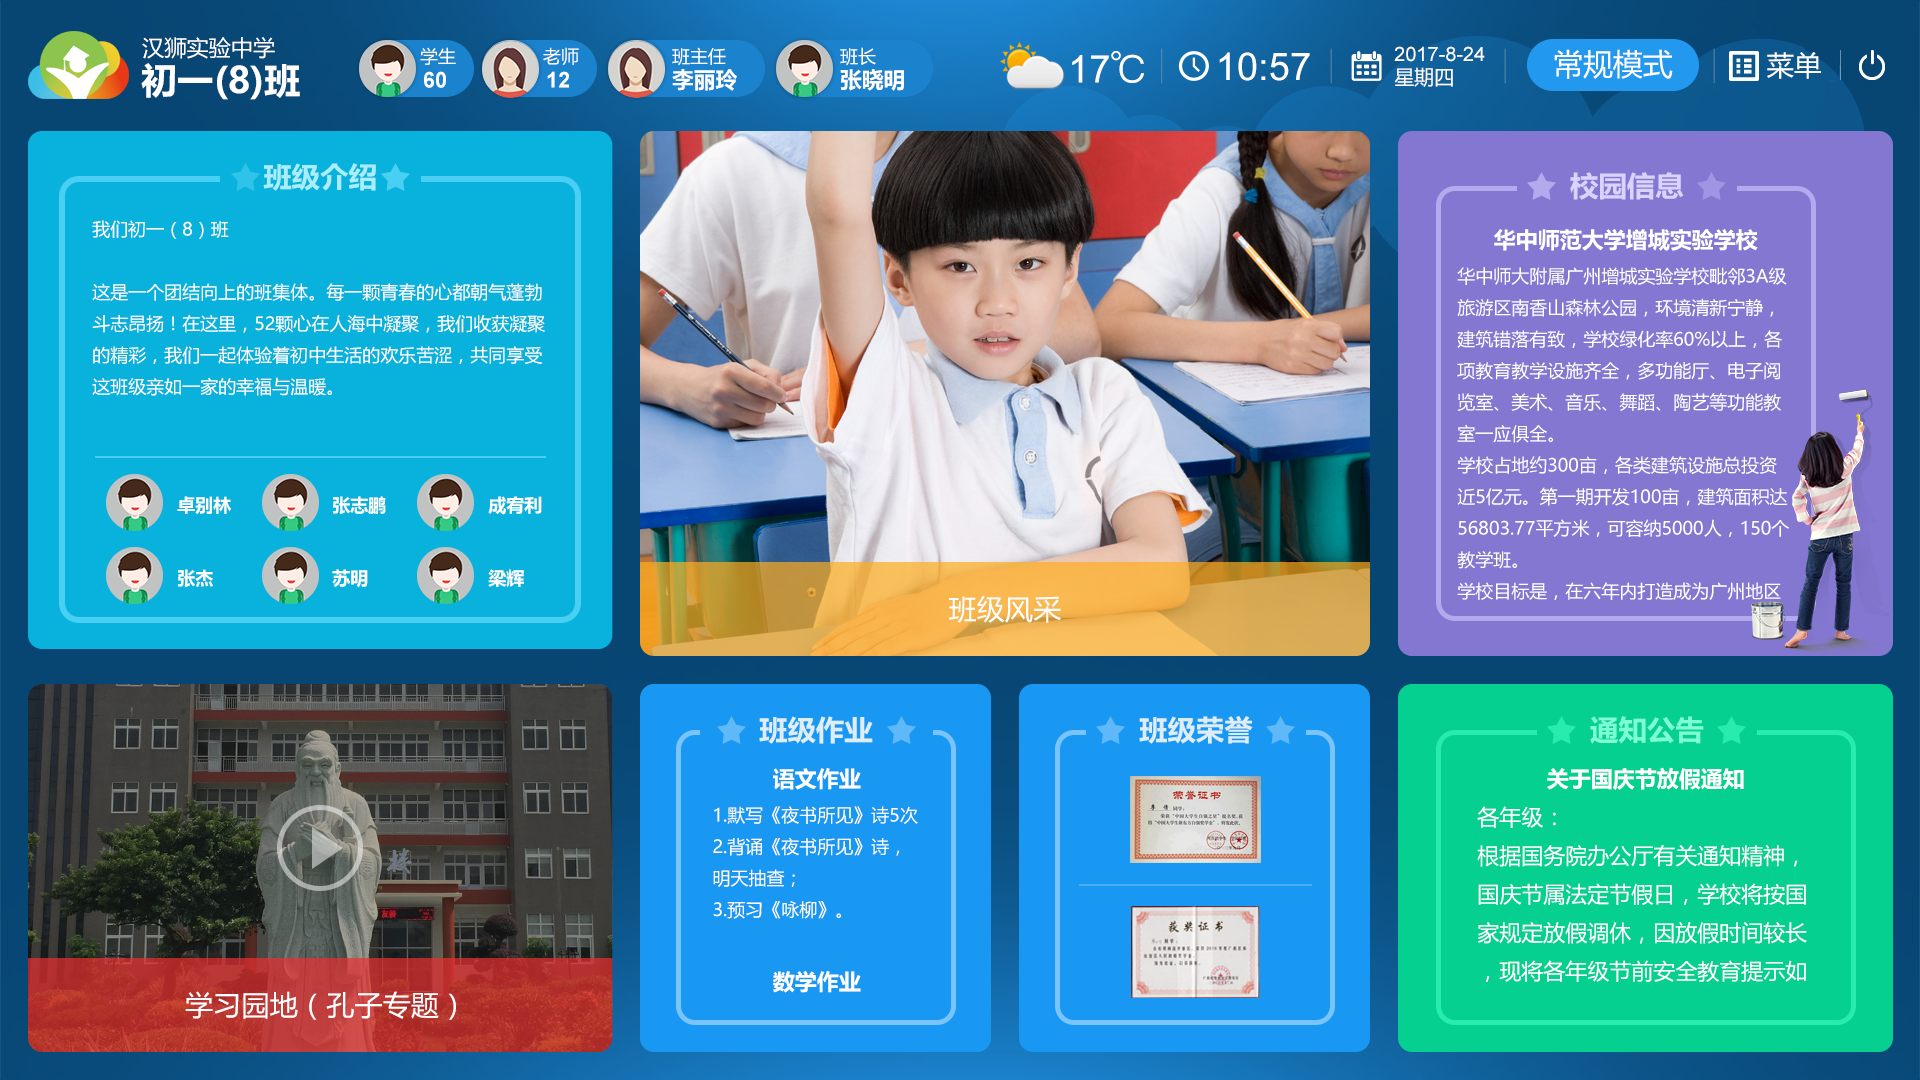 汉狮实验中学
初一(8)班
学生
60
老师
12
班主任
李丽玲
班长
张晓明
17℃
10:57
2017-8-24
星期四
常规模式
菜单
班级介绍
我们初一（8）班
这是一个团结向上的班集体。每一颗青春的心都朝气蓬勃
斗志昂扬！在这里，52颗心在人海中凝聚，我们收获凝聚
的精彩，我们一起体验着初中生活的欢乐苦涩，共同享受
这班级亲如一家的幸福与温暖。
卓别林
张志鹏
成宥利
张杰
苏明
梁辉
班级风采
校园信息
华中师范大学增城实验学校
华中师大附属广州增城实验学校毗邻3A级
旅游区南香山森林公园，环境清新宁静，
建筑错落有致，学校绿化率60%以上，各
项教育教学设施齐全，多功能厅、电子阅
览室、美术、音乐、舞蹈、陶艺等功能教
室一应俱全。
学校占地约300亩，各类建筑设施总投资
近5亿元。第一期开发100亩，建筑面积达
56803.77平方米，可容纳5000人，150个
教学班。
学校目标是，在六年内打造成为广州地区
楼
学习园地（孔子专题）
班级作业
语文作业
1.默写《夜书所见》诗5次
2.背诵《夜书所见》诗，
明天抽查；
3.预习《咏柳》。
数学作业
班级荣誉
荣誉证书
获奖证书
通知公告
关于国庆节放假通知
各年级：
根据国务院办公厅有关通知精神，
国庆节属法定节假日，学校将按国
家规定放假调休，因放假时间较长
，现将各年级节前安全教育提示如